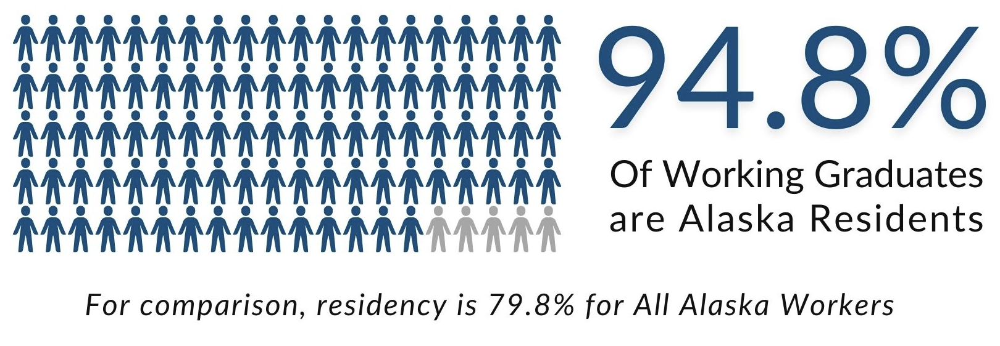 94.8%
Of Working Graduates
are Alaska Residents
For comparison, residency is 79.8% for All Alaska Workers